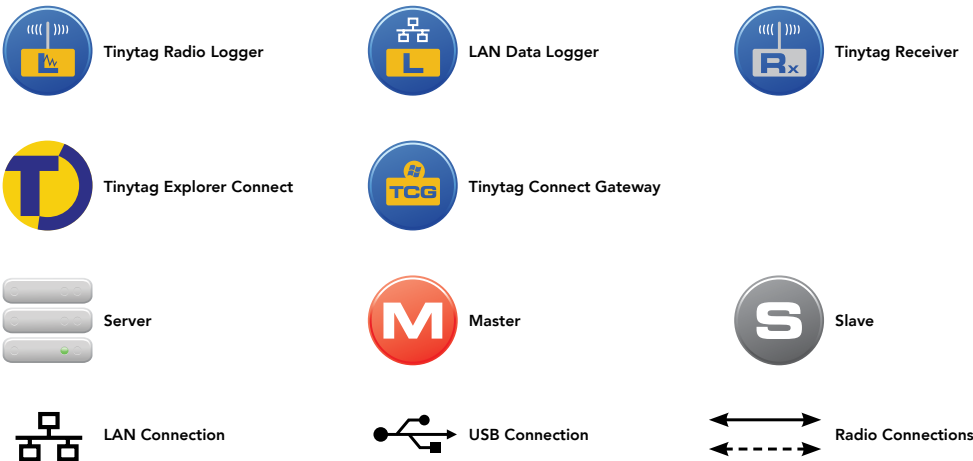 L
Tinytag Radio Logger
L
LAN Data Logger
Rx
Tinytag Receiver
Tinytag Explorer Connect
TCG
Tinytag Connect Gateway
Server
M
Master
S
Slave
LAN Connection
USB Connection
Radio Connections